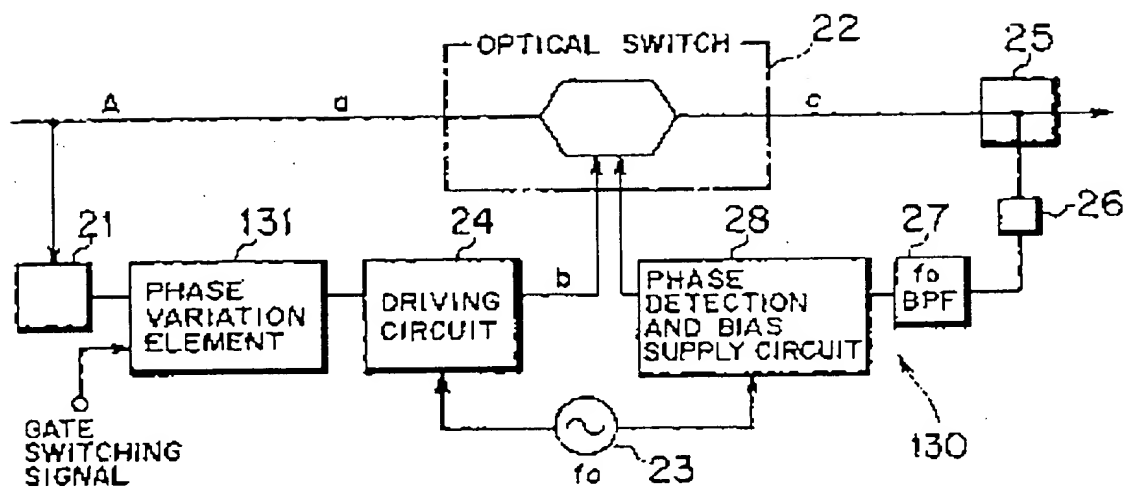 OPTICAL SWITCH
22
25
A
a
c
21
131
24
b
28
27
26
PHASE
VARIATION
ELEMENT
DRIVING
CIRCUIT
PHASE
DETECTION
AND BIAS
SUPPLY CIRCUIT
fo
BPF
GATE
SWITCHING
SIGNAL
fo
23
130